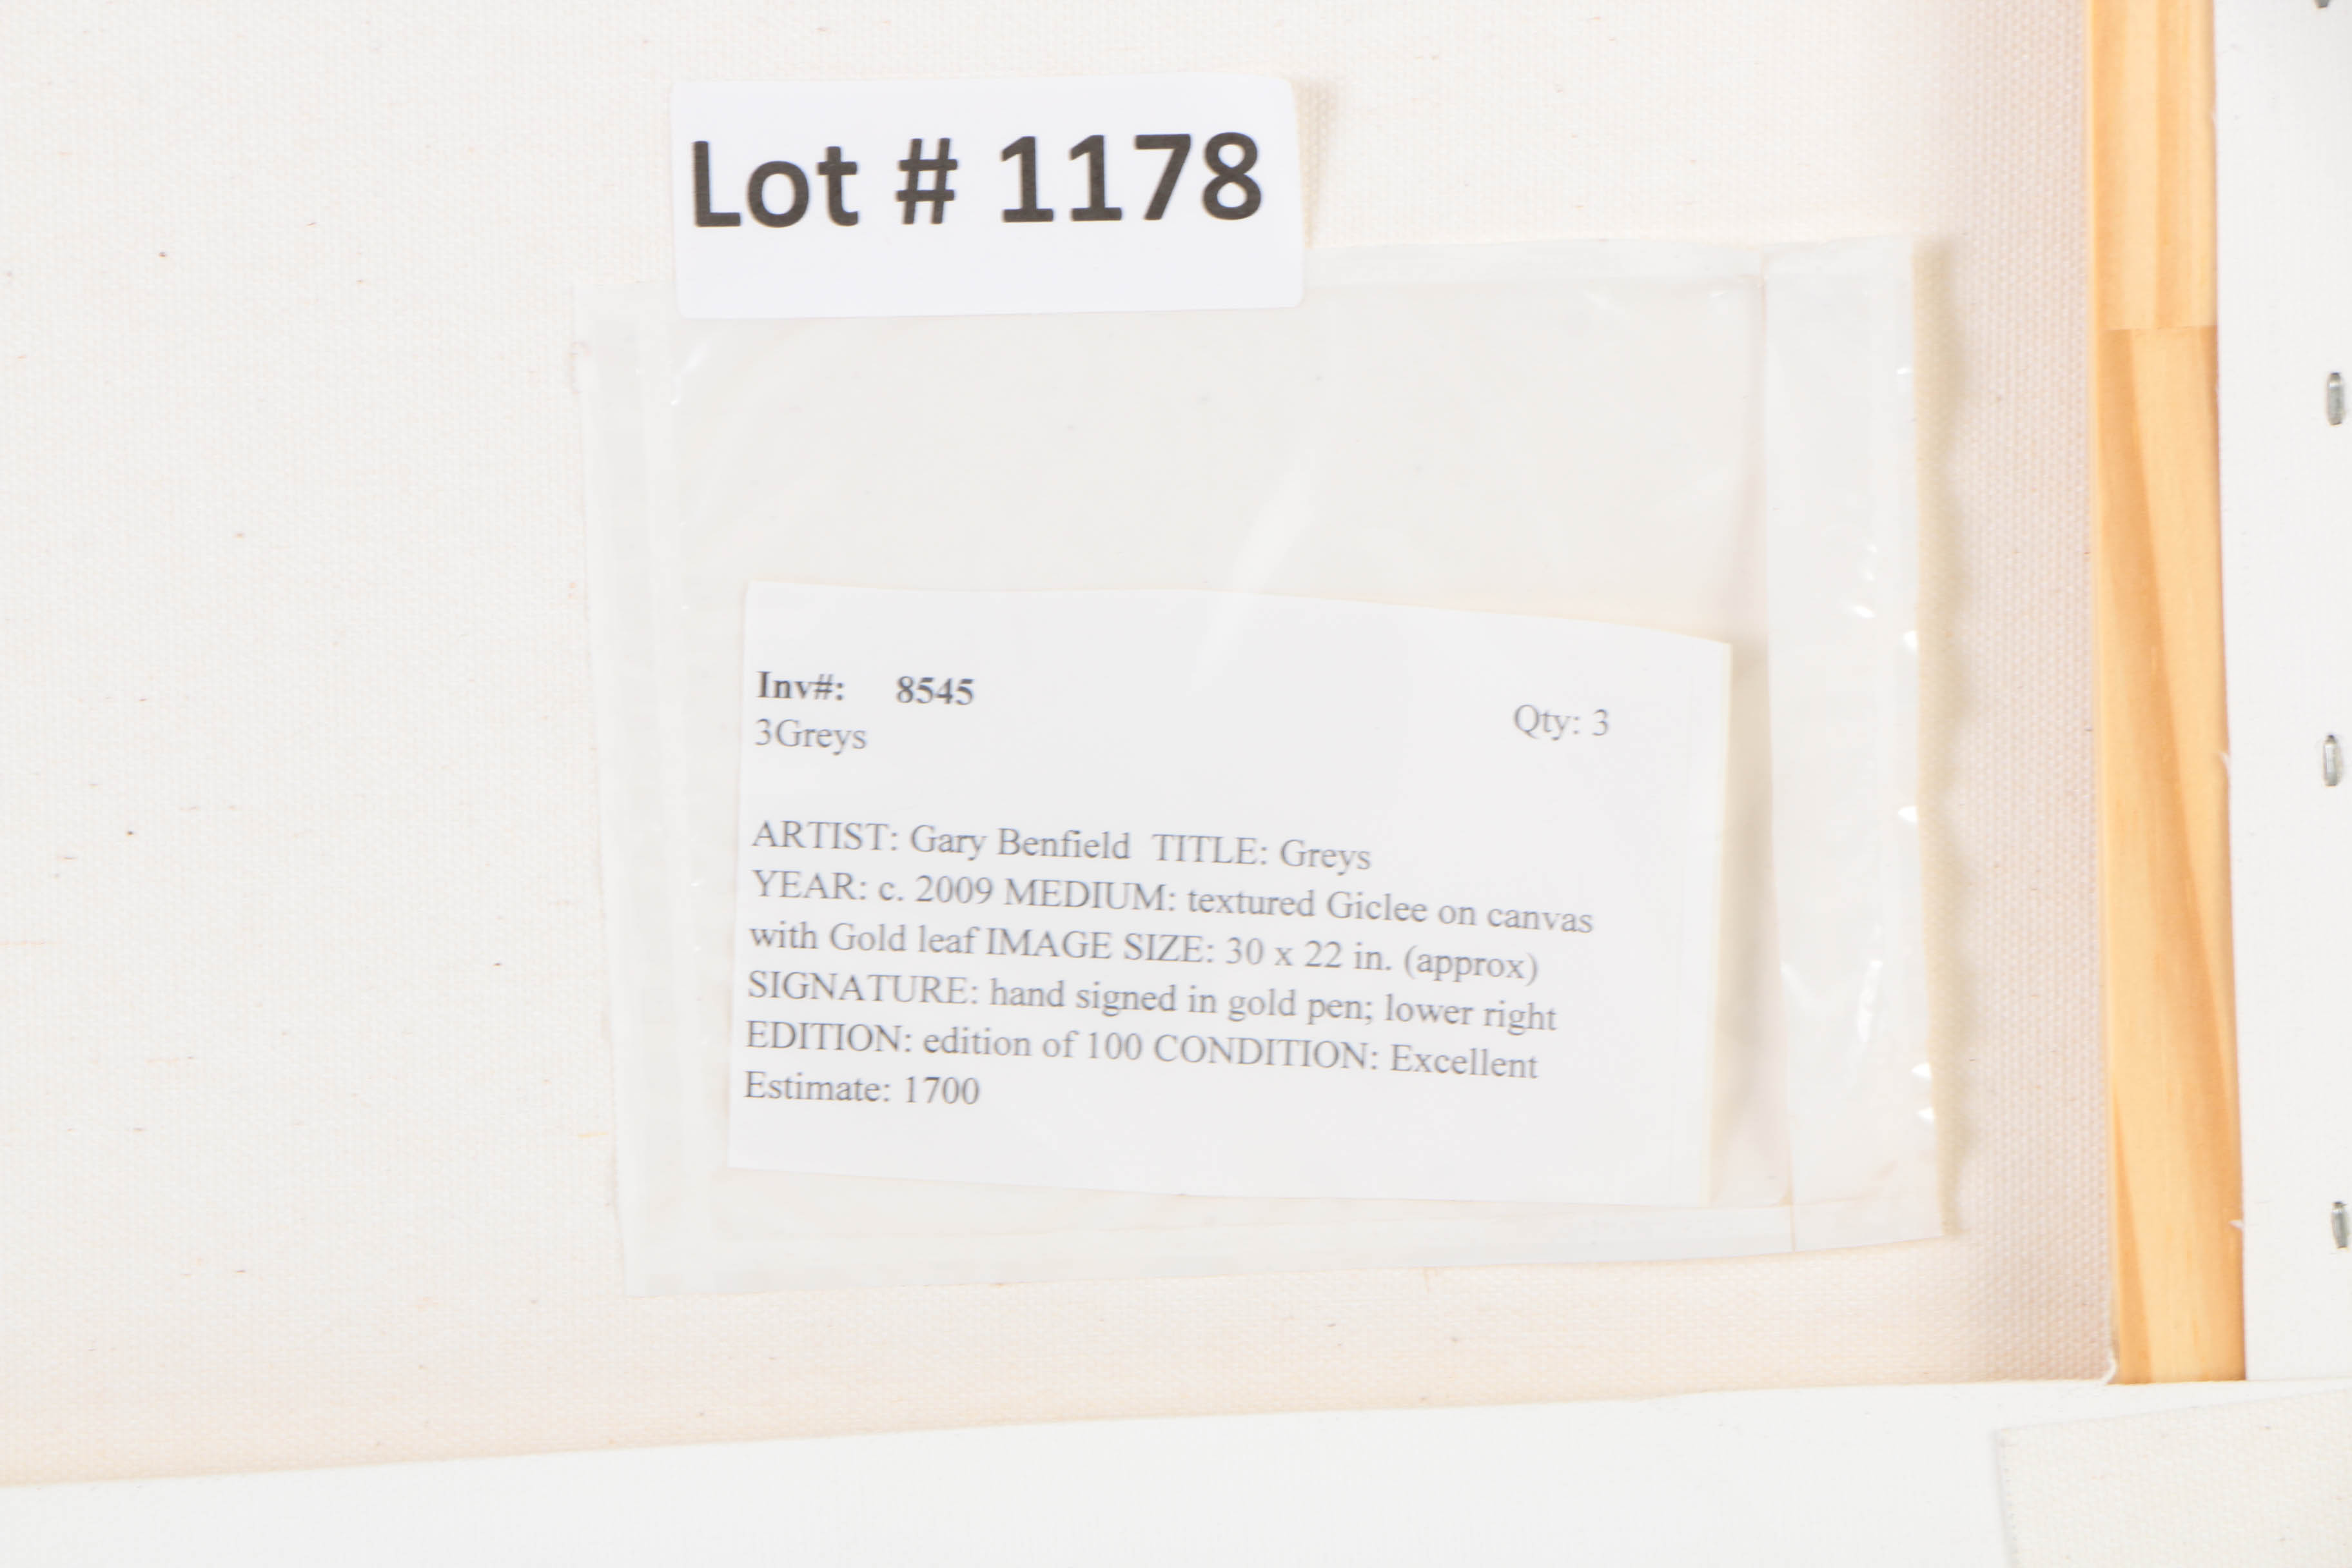 Lot # 1178
Inv#: 8545
Qty: 3
3Greys
ARTIST: Gary Benfield TITLE: Greys
YEAR: c. 2009 MEDIUM: textured Giclee on canvas
with Gold leaf IMAGE SIZE: 30 x 22 in. (approx)
SIGNATURE: hand signed in gold pen; lower right
EDITION: edition of 100 CONDITION: Excellent
Estimate: 1700